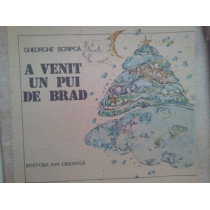 GHEORGHE SCRIPCĂ
A VENIT
UN PUI
DE BRAD
EDITURA ION CREANGĂ